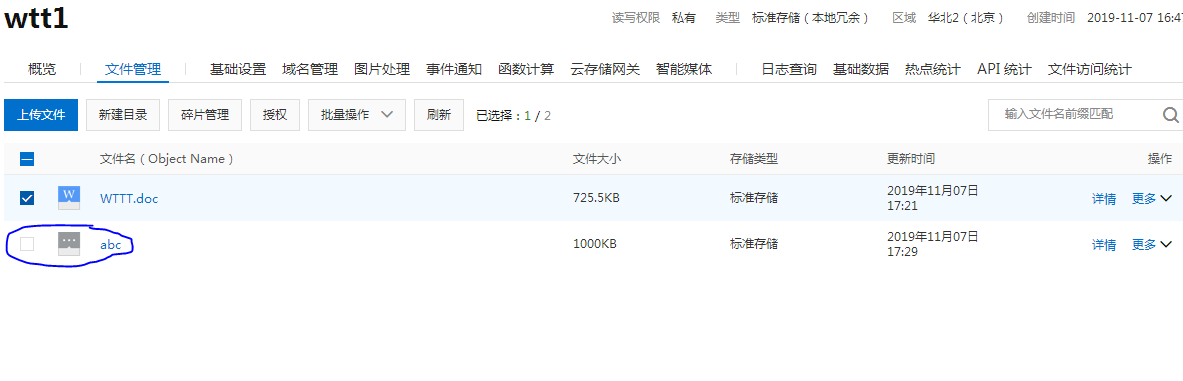 wtt1
读写权限 私有 类型 标准存储（本地冗余） 区域 华北2（北京） 创建时间 2019-11-07 16:47
概览 文件管理 基础设置 域名管理 图片处理 事件通知 函数计算 云存储网关 智能媒体 日志查询 基础数据 热点统计 API 统计 文件访问统计
上传文件 新建目录 碎片管理 授权 批量操作 刷新 已选择：1 / 2 输入文件名前缀匹配
文件名（Object Name） 文件大小 存储类型 更新时间 操作
W WTTT.doc 725.5KB 标准存储 2019年11月07日 17:21 详情 更多
abc 1000KB 标准存储 2019年11月07日 17:29 详情 更多